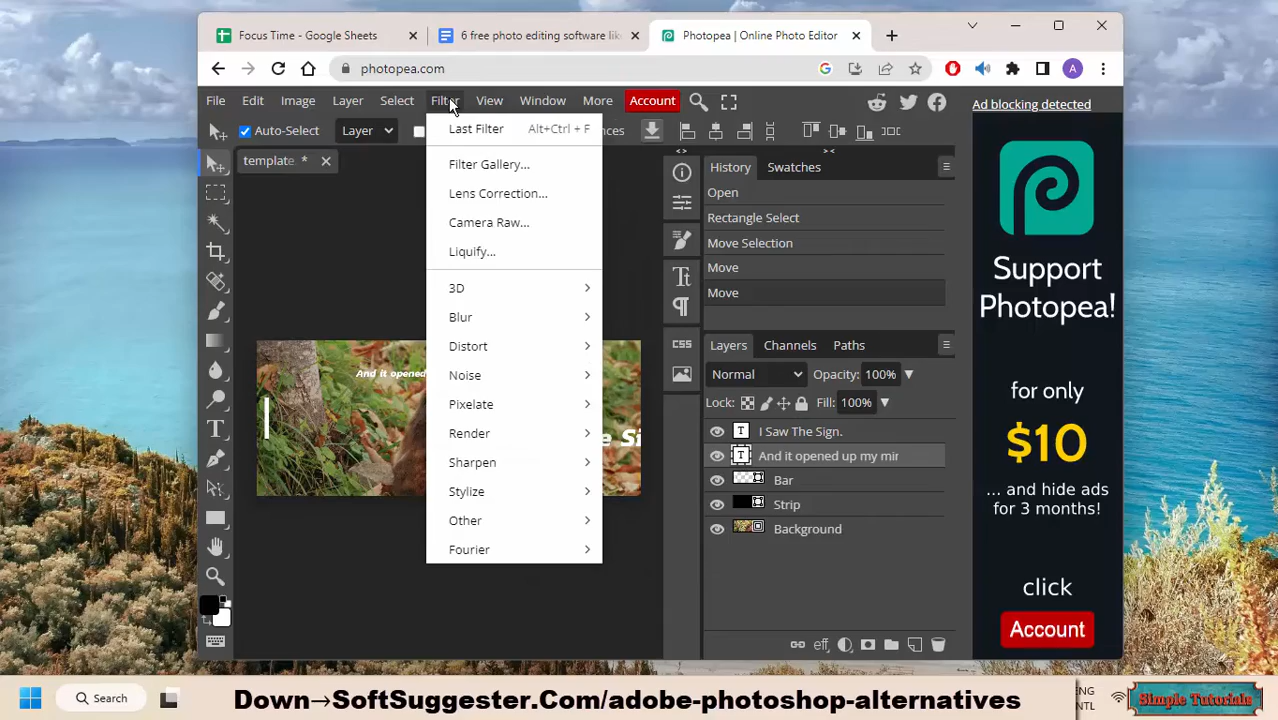 Focus Time - Google Sheets
6 free photo editing software lik
Photopea | Online Photo Editor
photopea.com
A
File Edit Image Layer Select Filter View Window More Account
Ad blocking detected
Auto-Select Layer
template *
Last Filter Alt+Ctrl + F
Filter Gallery...
Lens Correction...
Camera Raw...
Liquify...
3D
Blur
Distort
Noise
Pixelate
Render
Sharpen
Stylize
Other
Fourier
And it opened
History Swatches
Open
Rectangle Select
Move Selection
Move
Move
CSS
Layers Channels Paths
Normal Opacity: 100%
Lock: Fill: 100%
T I Saw The Sign.
T And it opened up my mir
Bar
Strip
Background
eff
Support
Photopea!
for only
$10
... and hide ads
for 3 months!
click
Account
Search
Down→SoftSuggester.Com/adobe-photoshop-alternatives
ENG
INTL
Simple Tutorials